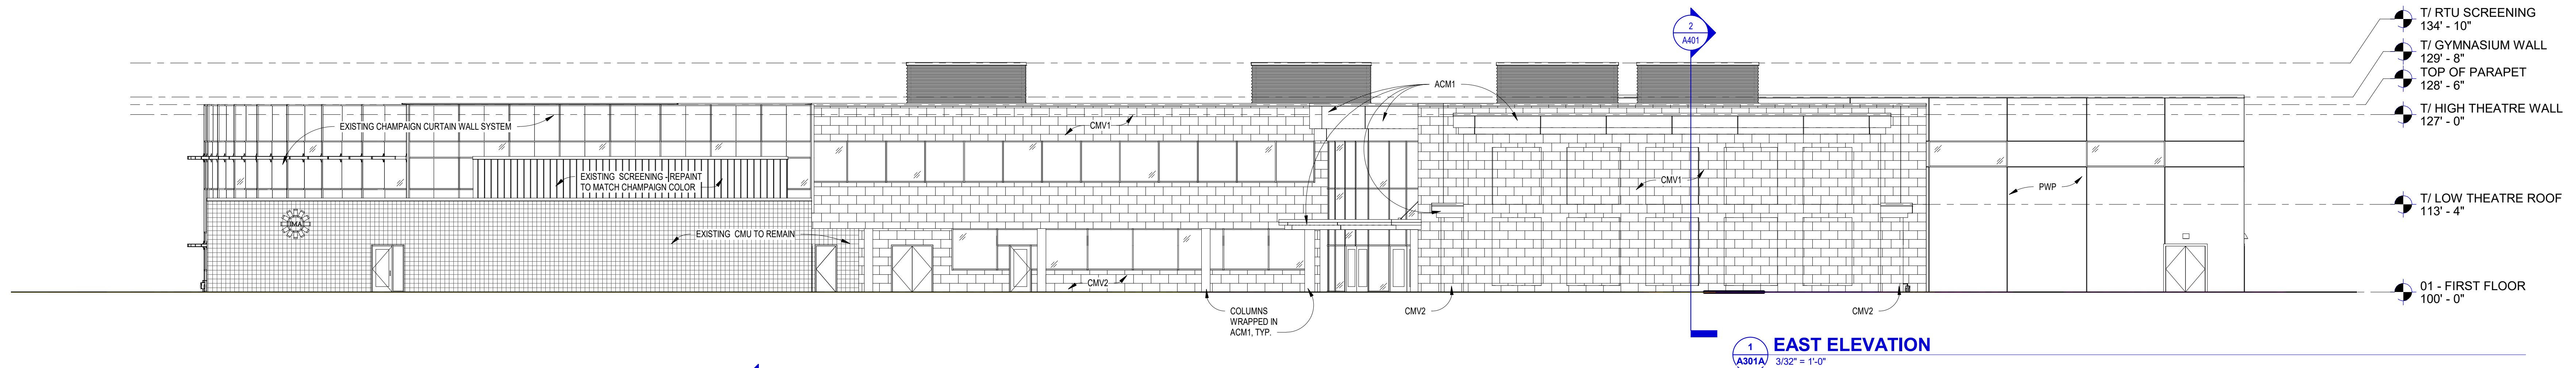 2
A401
T/ RTU SCREENING
134' - 10"
T/ GYMNASIUM WALL
129' - 8"
TOP OF PARAPET
128' - 6"
T/ HIGH THEATRE WALL
127' - 0"
T/ LOW THEATRE ROOF
113' - 4"
01 - FIRST FLOOR
100' - 0"
ACM1
EXISTING CHAMPAIGN CURTAIN WALL SYSTEM
CMV1
EXISTING SCREENING - REPAINT
TO MATCH CHAMPAIGN COLOR
CMV1
PWP
IMA
EXISTING CMU TO REMAIN
CMV2
COLUMNS
WRAPPED IN
ACM1, TYP.
CMV2
CMV2
1
A301A
EAST ELEVATION
3/32" = 1'-0"